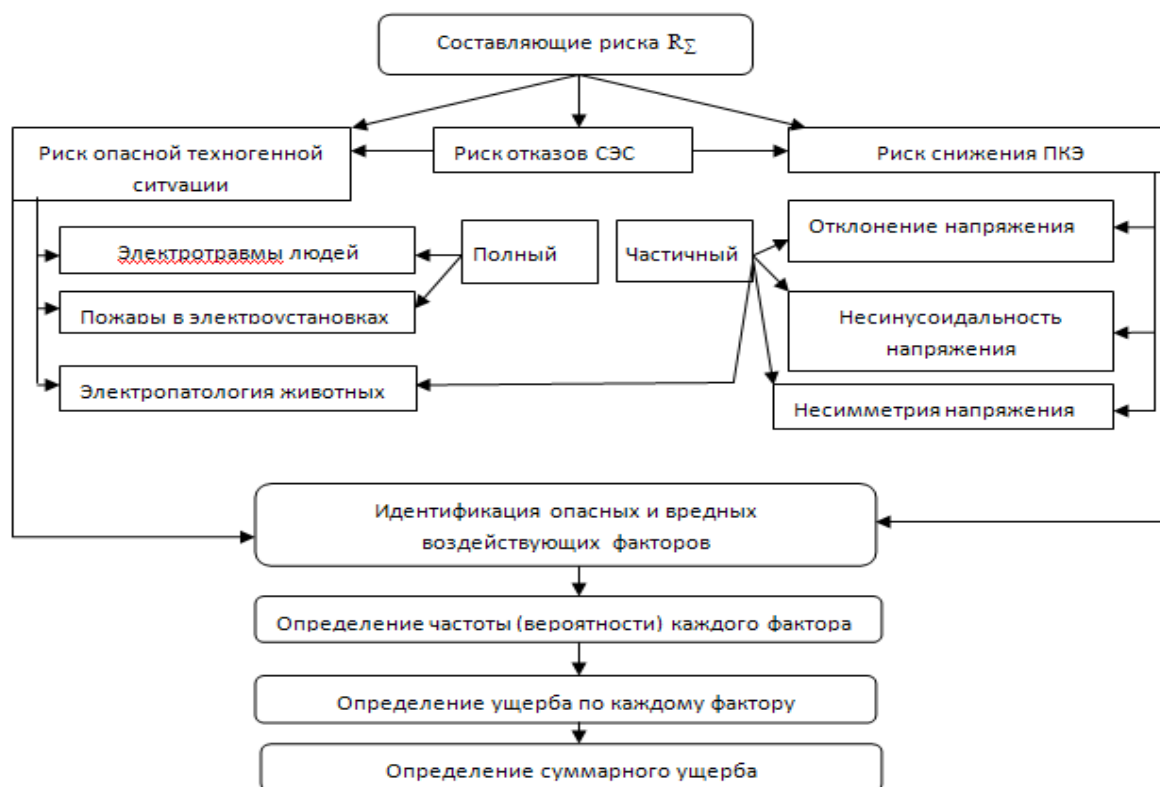 Составляющие риска R∑
Риск опасной техногенной
ситуации
Риск отказов СЭС
Риск снижения ПКЭ
Электротравмы людей
Полный
Частичный
Отклонение напряжения
Пожары в электроустановках
Несинусоидальность
напряжения
Электропатология животных
Несимметрия напряжения
Идентификация опасных и вредных
воздействующих факторов
Определение частоты (вероятности) каждого фактора
Определение ущерба по каждому фактору
Определение суммарного ущерба